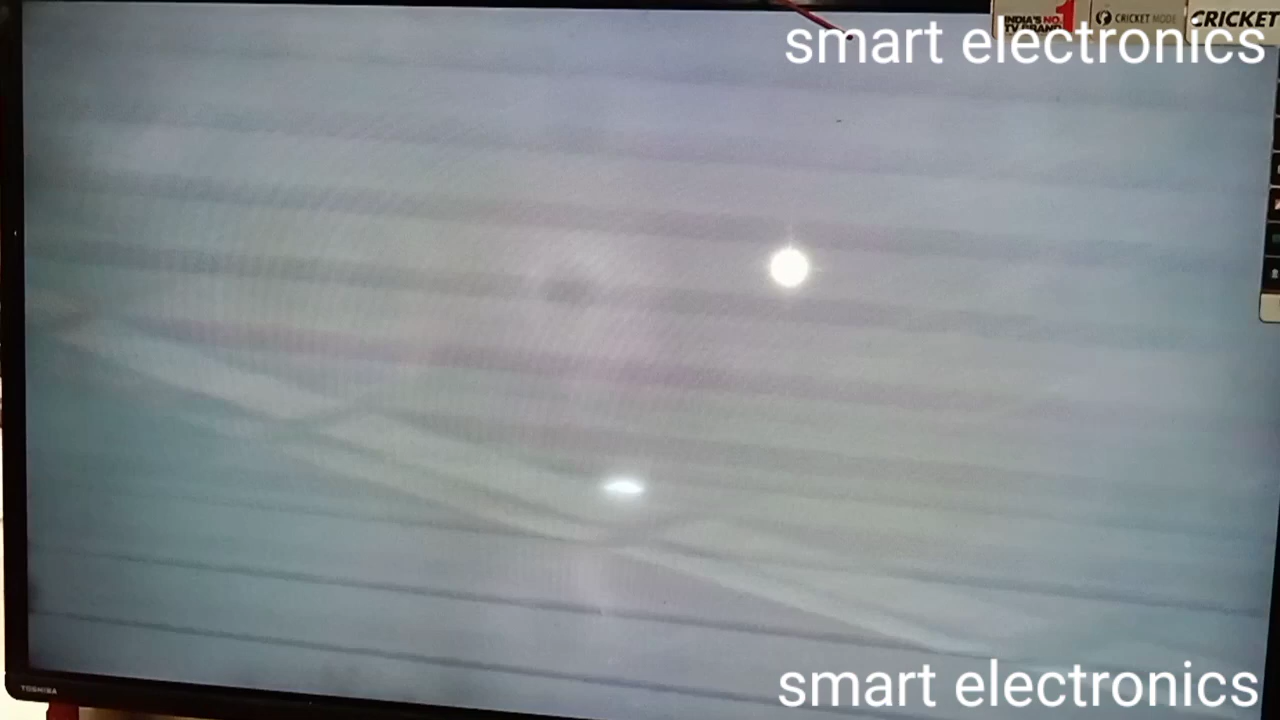 INDIA'S NO. 1
TV BRAND
CRICKET MODE
CRICKET
smart electronics
TOSHIBA
smart electronics